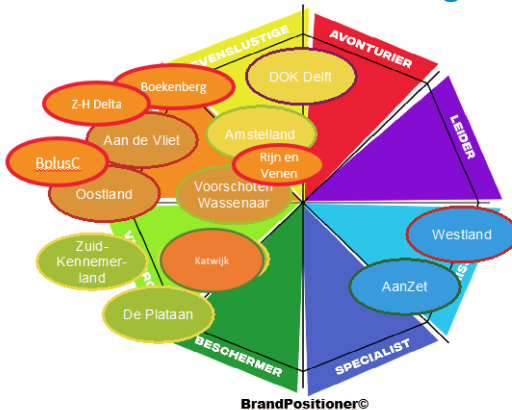 AVONTURIER
DOK Delft
Boekenberg
LEIDER
Z-H Delta
Amstelland
Aan de Vliet
BplusC
Rijn en
Venen
Oostland
Voorschoten
Wassenaar
Westland
Zuid-
Kennemer-
land
Katwijk
AanZet
De Plataan
BESCHERMER
SPECIALIST
BrandPositioner©